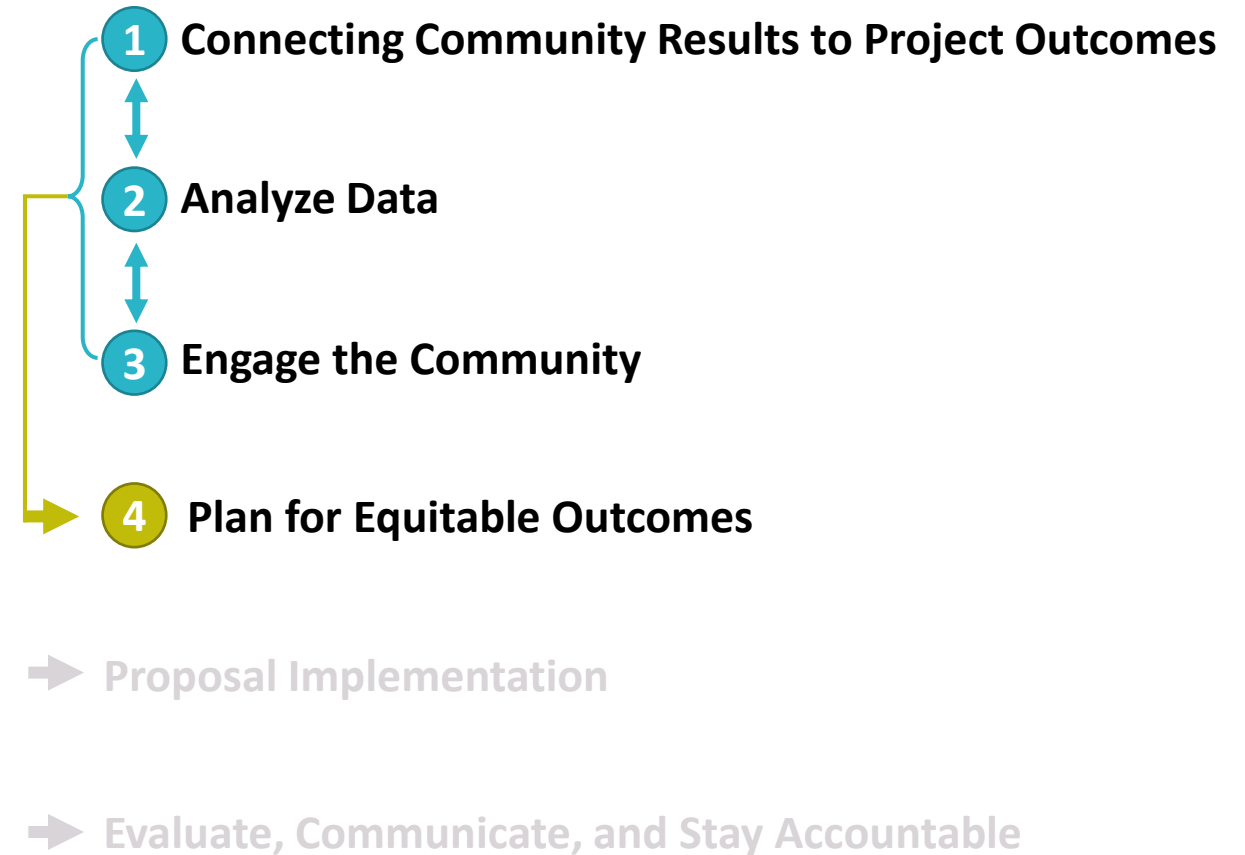 1 Connecting Community Results to Project Outcomes
2 Analyze Data
3 Engage the Community
4 Plan for Equitable Outcomes
Proposal Implementation
Evaluate, Communicate, and Stay Accountable